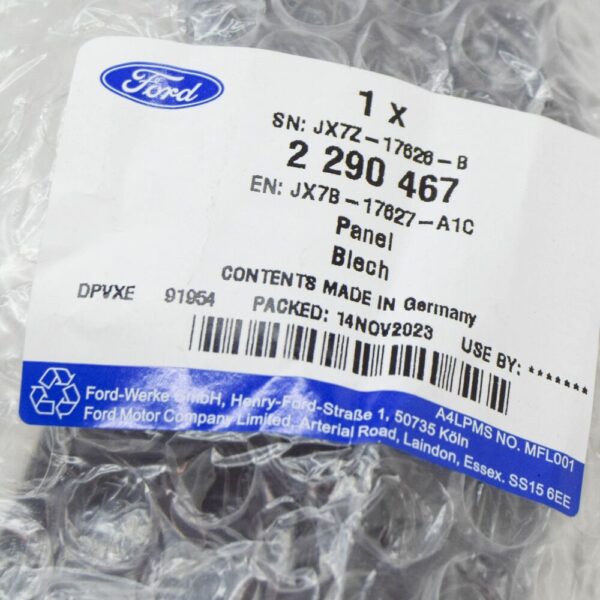 Ford
1 x
SN: JX7Z-17626-B
2 290 467
EN: JX7B-17627-A1C
Panel
Blech
CONTENTS MADE IN Germany
DPVXE 91954 PACKED: 14NOV2023 USE BY: *******
A4LPMS NO. MFL001
Ford-Werke GmbH, Henry-Ford-Straße 1, 50735 Köln
Ford Motor Company Limited, Arterial Road, Laindon, Essex. SS15 6EE